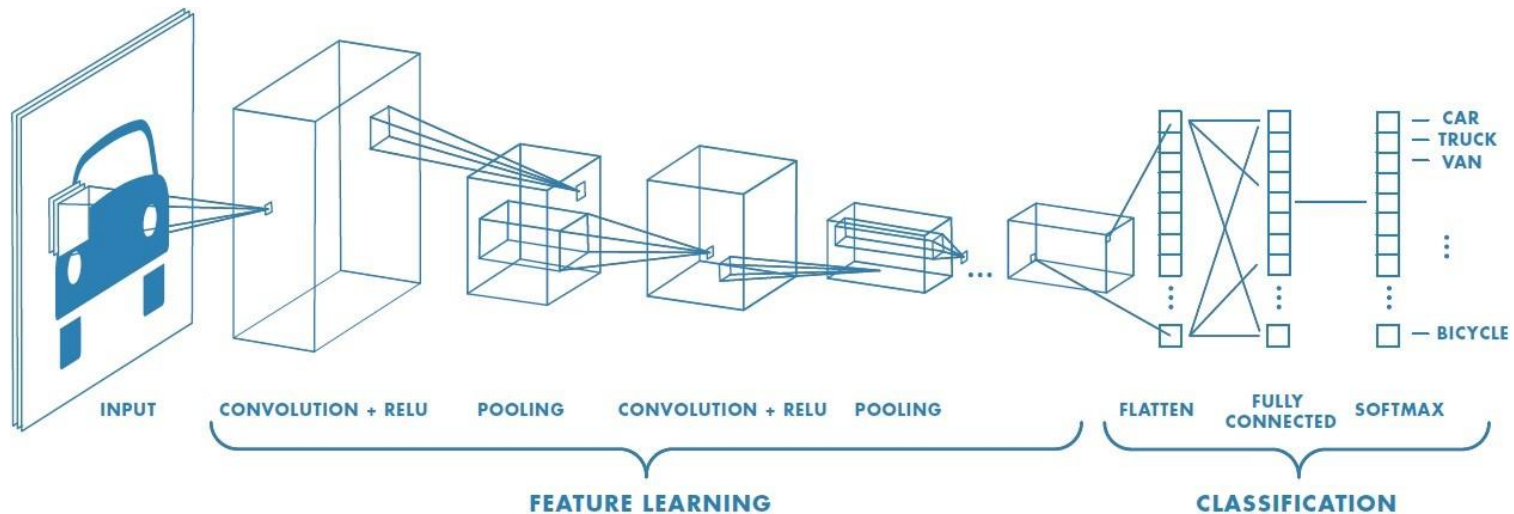 CAR
TRUCK
VAN
BICYCLE
INPUT
CONVOLUTION + RELU
POOLING
CONVOLUTION + RELU
POOLING
FLATTEN
FULLY
CONNECTED
SOFTMAX
FEATURE LEARNING
CLASSIFICATION